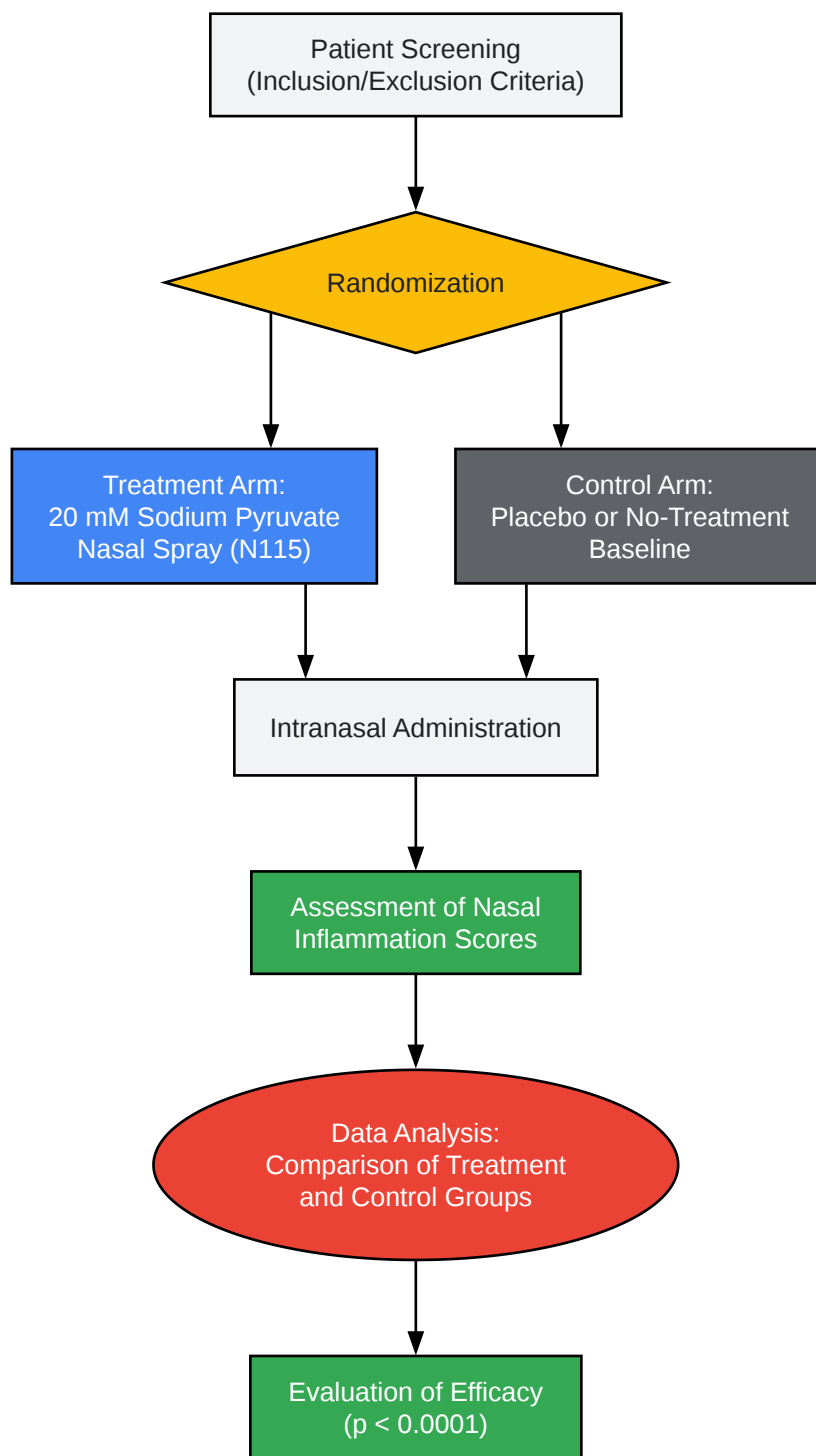 Patient Screening
(Inclusion/Exclusion Criteria)
Randomization
Treatment Arm:
20 mM Sodium Pyruvate
Nasal Spray (N115)
Control Arm:
Placebo or No-Treatment
Baseline
Intranasal Administration
Assessment of Nasal
Inflammation Scores
Data Analysis:
Comparison of Treatment
and Control Groups
Evaluation of Efficacy
(p < 0.0001)